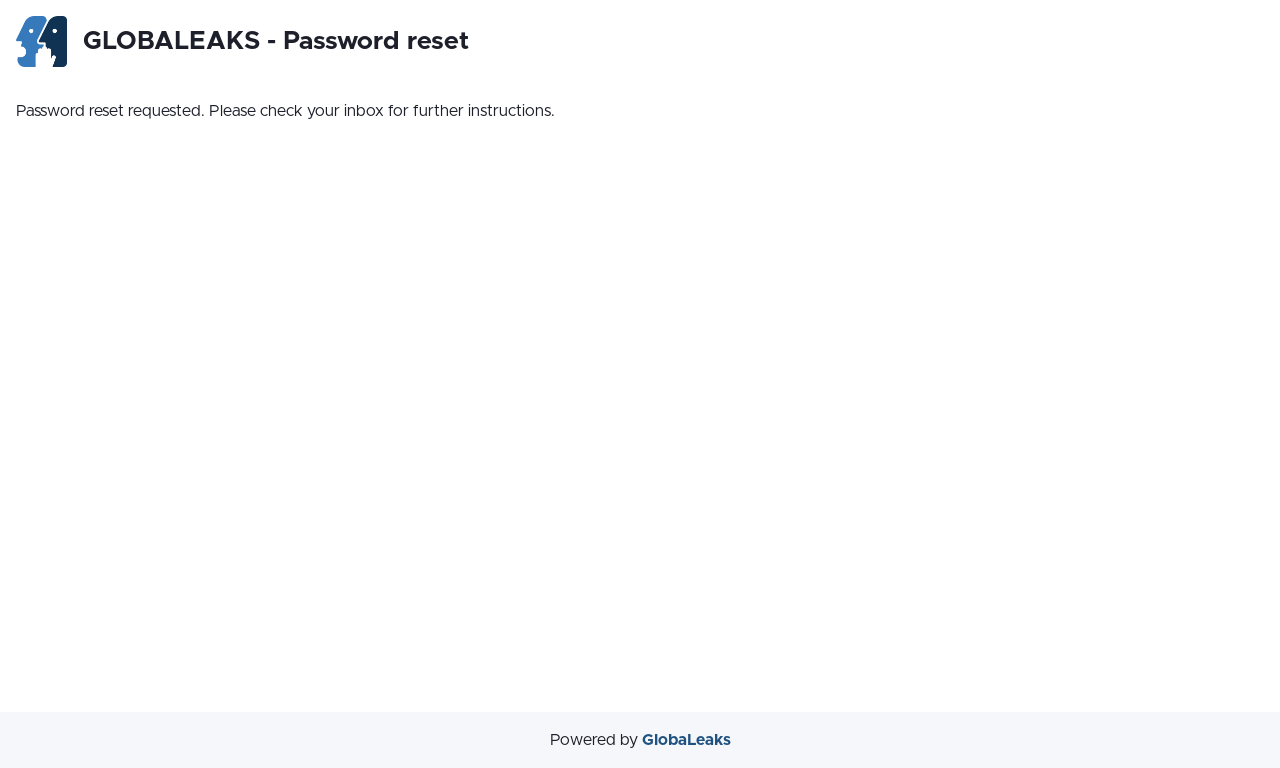 GLOBALEAKS - Password reset
Password reset requested. Please check your inbox for further instructions.
Powered by GlobaLeaks